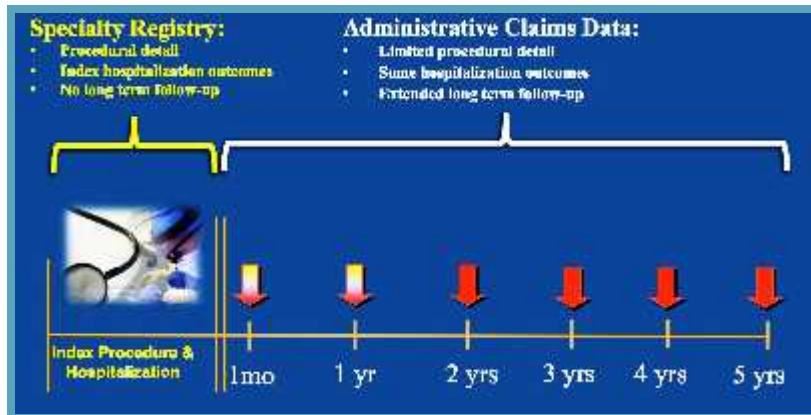 Specialty Registry:
• Procedural detail
• Index hospitalization outcomes
• No long term follow-up
Administrative Claims Data:
• Limited procedural detail
• Some hospitalization outcomes
• Extended long term follow-up
Index Procedure &
Hospitalization
1mo
1 yr
2 yrs
3 yrs
4 yrs
5 yrs